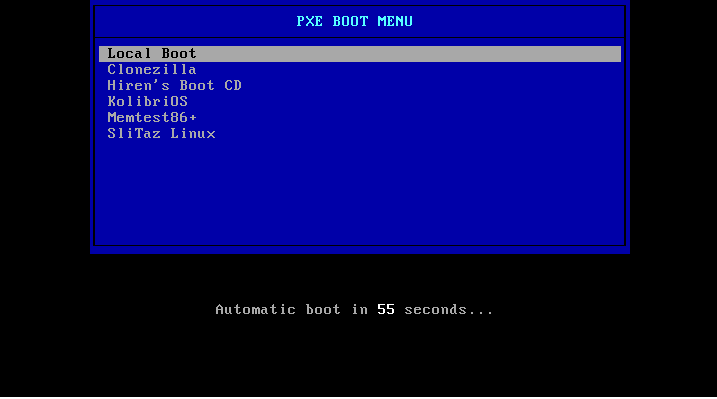 PXE BOOT MENU
Local Boot
Clonezilla
Hiren's Boot CD
KolibriOS
Memtest86+
SliTaz Linux
Automatic boot in 55 seconds...